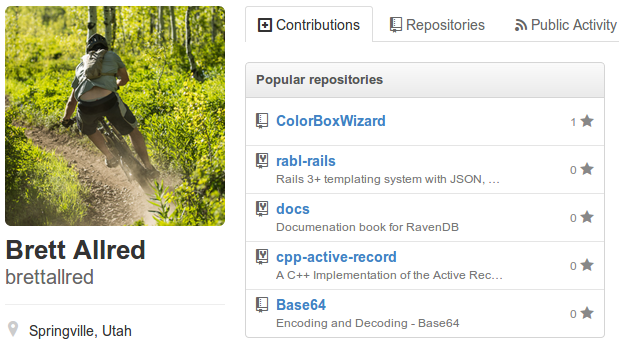 Contributions
Repositories
Public Activity
Popular repositories
ColorBoxWizard
1
rabl-rails
Rails 3+ templating system with JSON, …
0
docs
Documenation book for RavenDB
0
cpp-active-record
A C++ Implementation of the Active Rec…
0
Base64
Encoding and Decoding - Base64
0
Brett Allred
brettallred
Springville, Utah